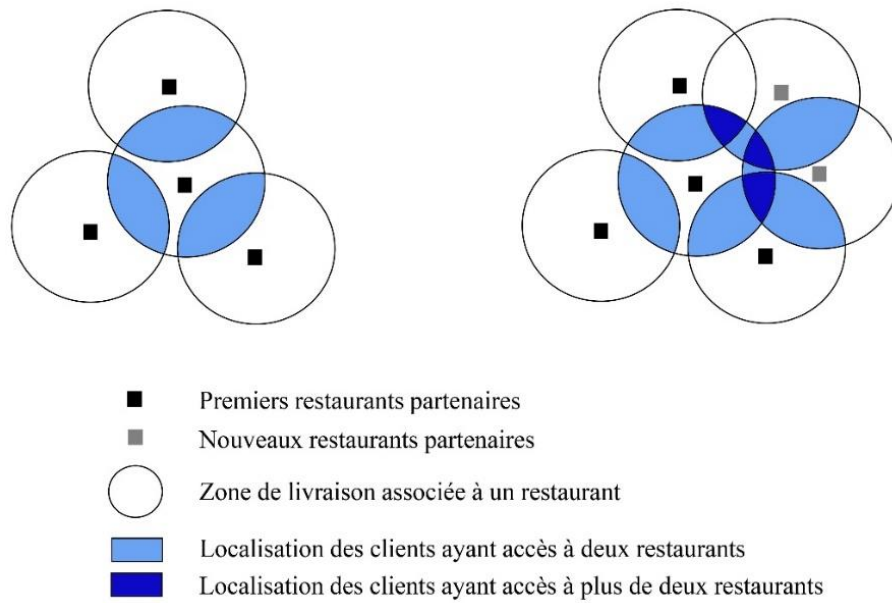 Premiers restaurants partenaires
Nouveaux restaurants partenaires
Zone de livraison associée à un restaurant
Localisation des clients ayant accès à deux restaurants
Localisation des clients ayant accès à plus de deux restaurants